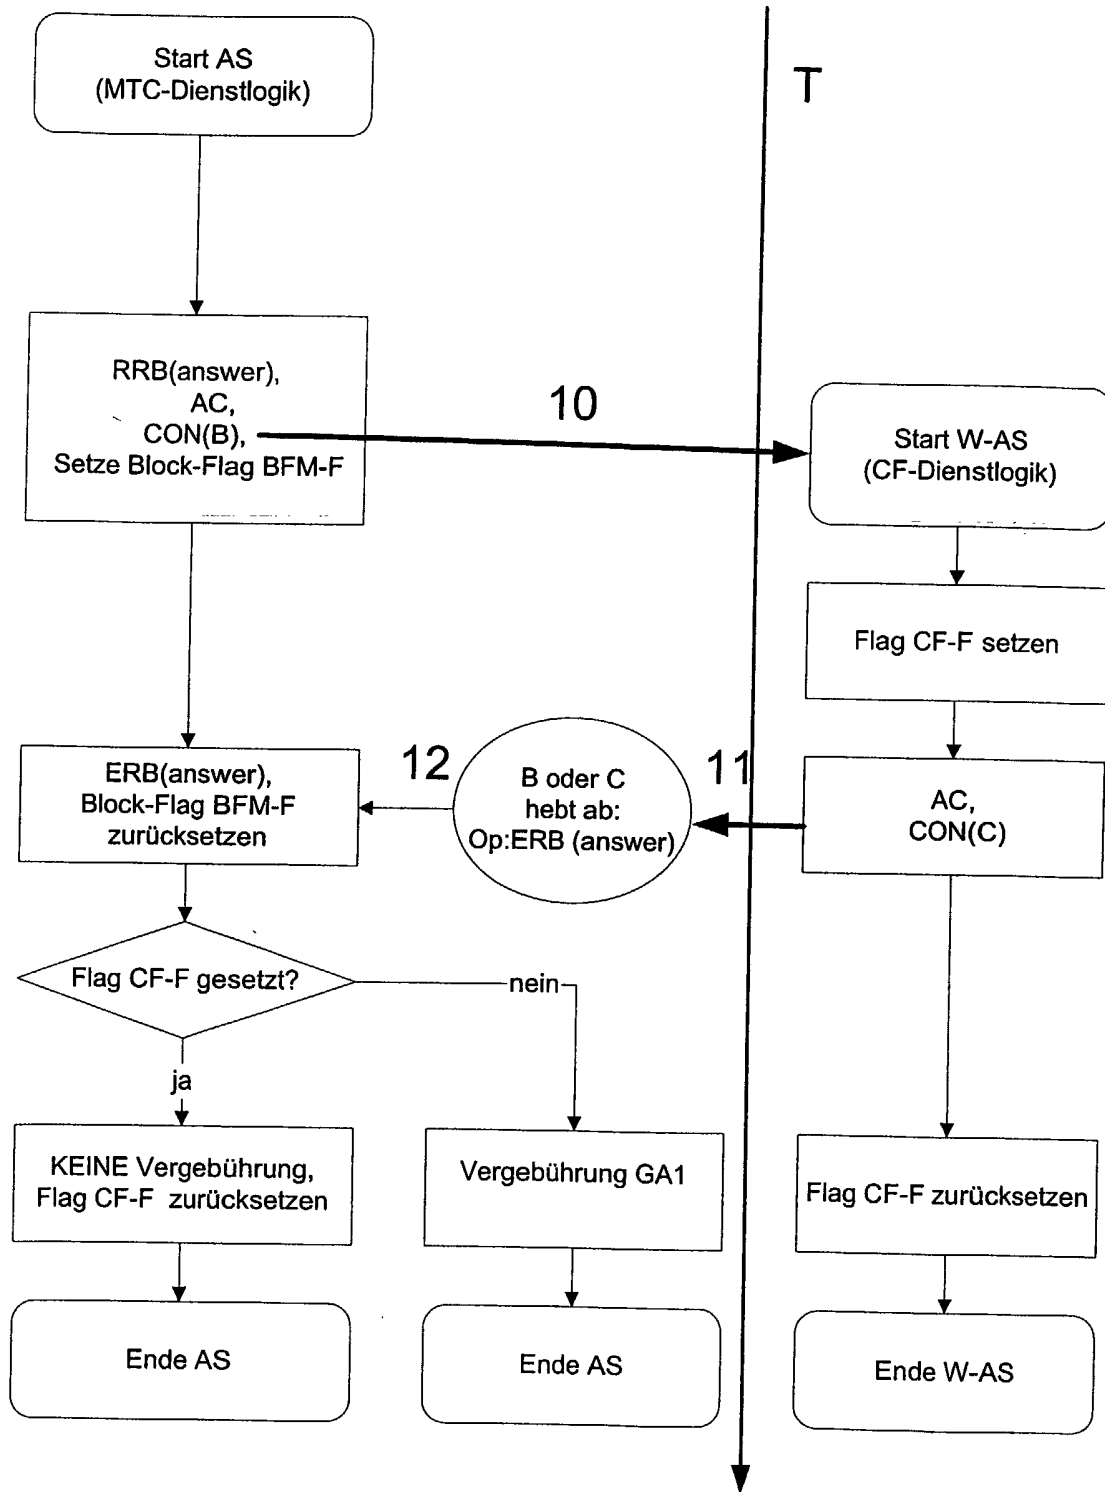 Start AS
(MTC-Dienstlogik)
T
RRB(answer),
AC,
CON(B),
Setze Block-Flag BFM-F
10
Start W-AS
(CF-Dienstlogik)
Flag CF-F setzen
ERB(answer),
Block-Flag BFM-F
zurücksetzen
12
B oder C
hebt ab:
Op:ERB (answer)
11
AC,
CON(C)
Flag CF-F gesetzt?
nein
ja
KEINE Vergebührung,
Flag CF-F zurücksetzen
Vergebührung GA1
Flag CF-F zurücksetzen
Ende AS
Ende AS
Ende W-AS